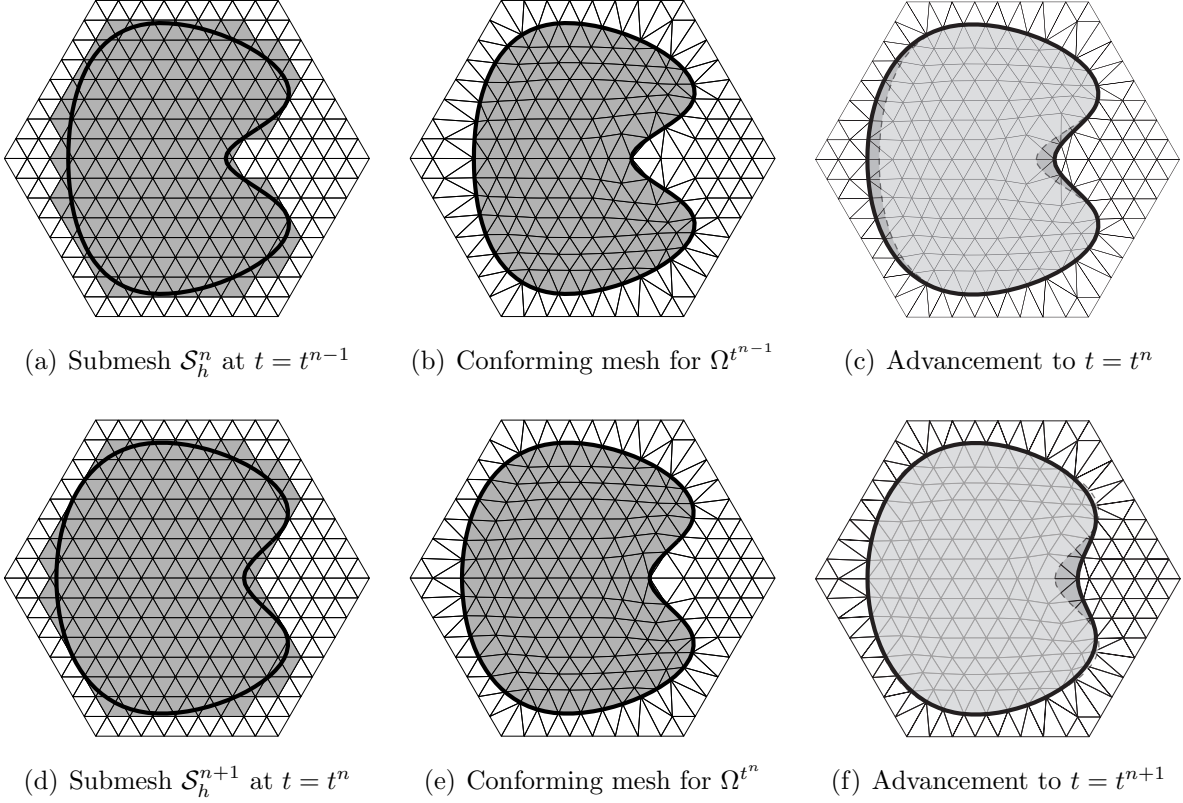 (a) Submesh $\mathcal{S}_h^n$ at $t = t^{n-1}$
(b) Conforming mesh for $\Omega^{t^{n-1}}$
(c) Advancement to $t = t^n$
(d) Submesh $\mathcal{S}_h^{n+1}$ at $t = t^n$
(e) Conforming mesh for $\Omega^{t^n}$
(f) Advancement to $t = t^{n+1}$